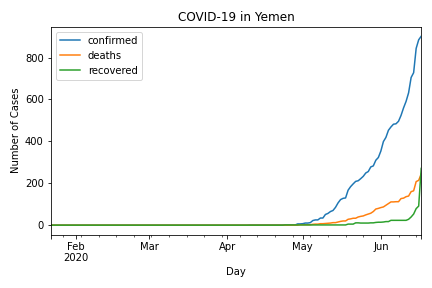 COVID-19 in Yemen
confirmed
deaths
recovered
Number of Cases
800
600
400
200
0
Feb Mar Apr May Jun
2020
Day